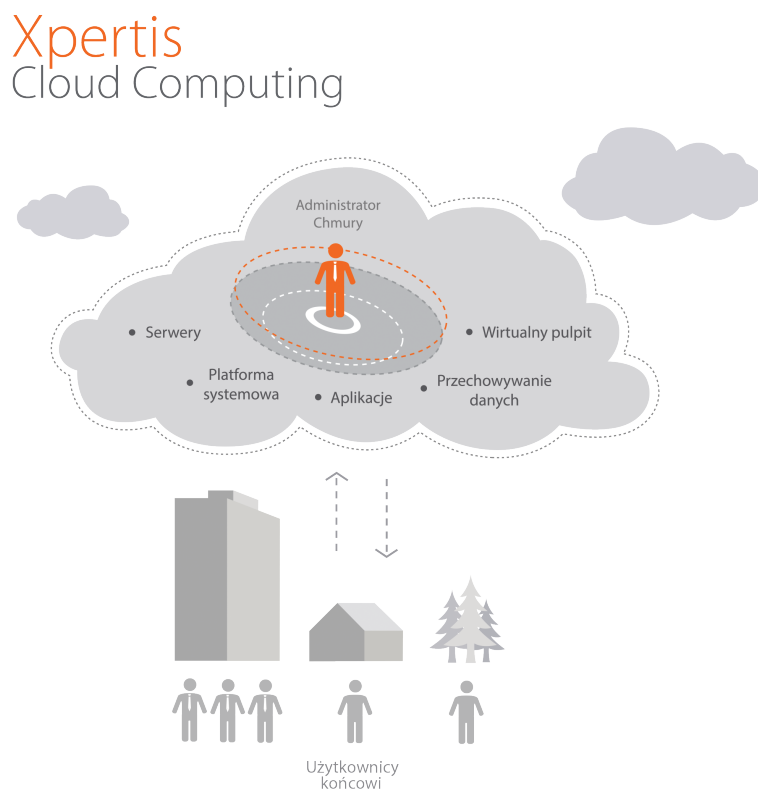 Xpertis
Cloud Computing
Administrator
Chmury
• Serwery
• Wirtualny pulpit
• Platforma
systemowa
• Aplikacje
• Przechowywanie
danych
Użytkownicy
końcowi